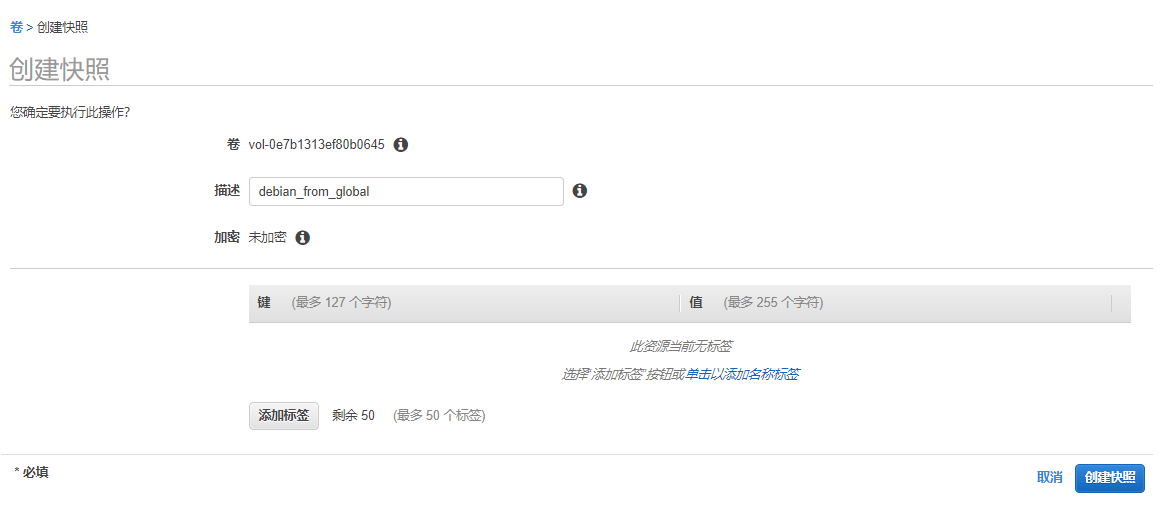 卷 > 创建快照
创建快照
您确定要执行此操作?
卷 vol-0e7b1313ef80b0645
描述 debian_from_global
加密 未加密
键 (最多 127 个字符) 值 (最多 255 个字符)
此资源当前无标签
选择“添加标签”按钮或单击以添加名称标签
添加标签 剩余 50 (最多 50 个标签)
* 必填
取消 创建快照